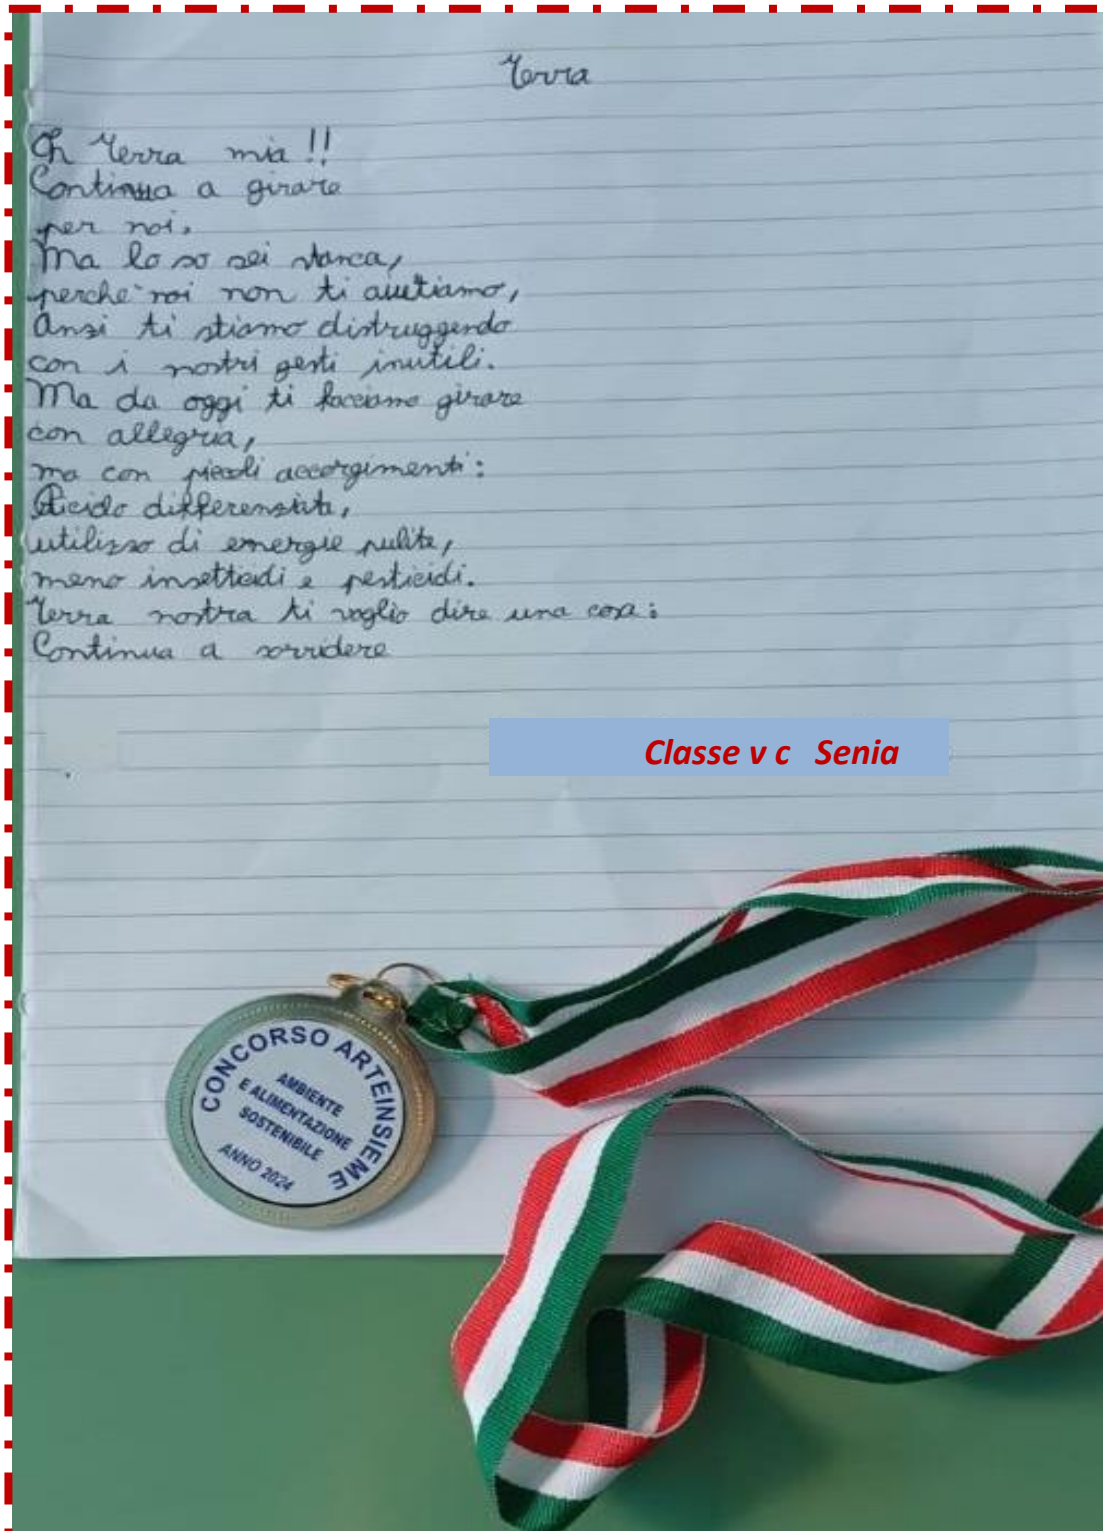 Terra
Oh Terra mia!!
Continua a girare
per noi,
Ma lo so sei stanca,
perchè noi non ti aiutiamo,
Anzi ti stiamo distruggendo
con i nostri gesti inutili.
Ma da oggi ti facciamo girare
con allegria,
ma con piccoli accorgimenti:
differenziata,
utilizzo di energie pulite,
meno insetticidi e pesticidi.
Terra nostra ti voglio dire una cosa:
Continua a sorridere
Classe v c Senia
CONCORSO ARTEINSIEME
AMBIENTE
E ALIMENTAZIONE
SOSTENIBILE
ANNO 2024